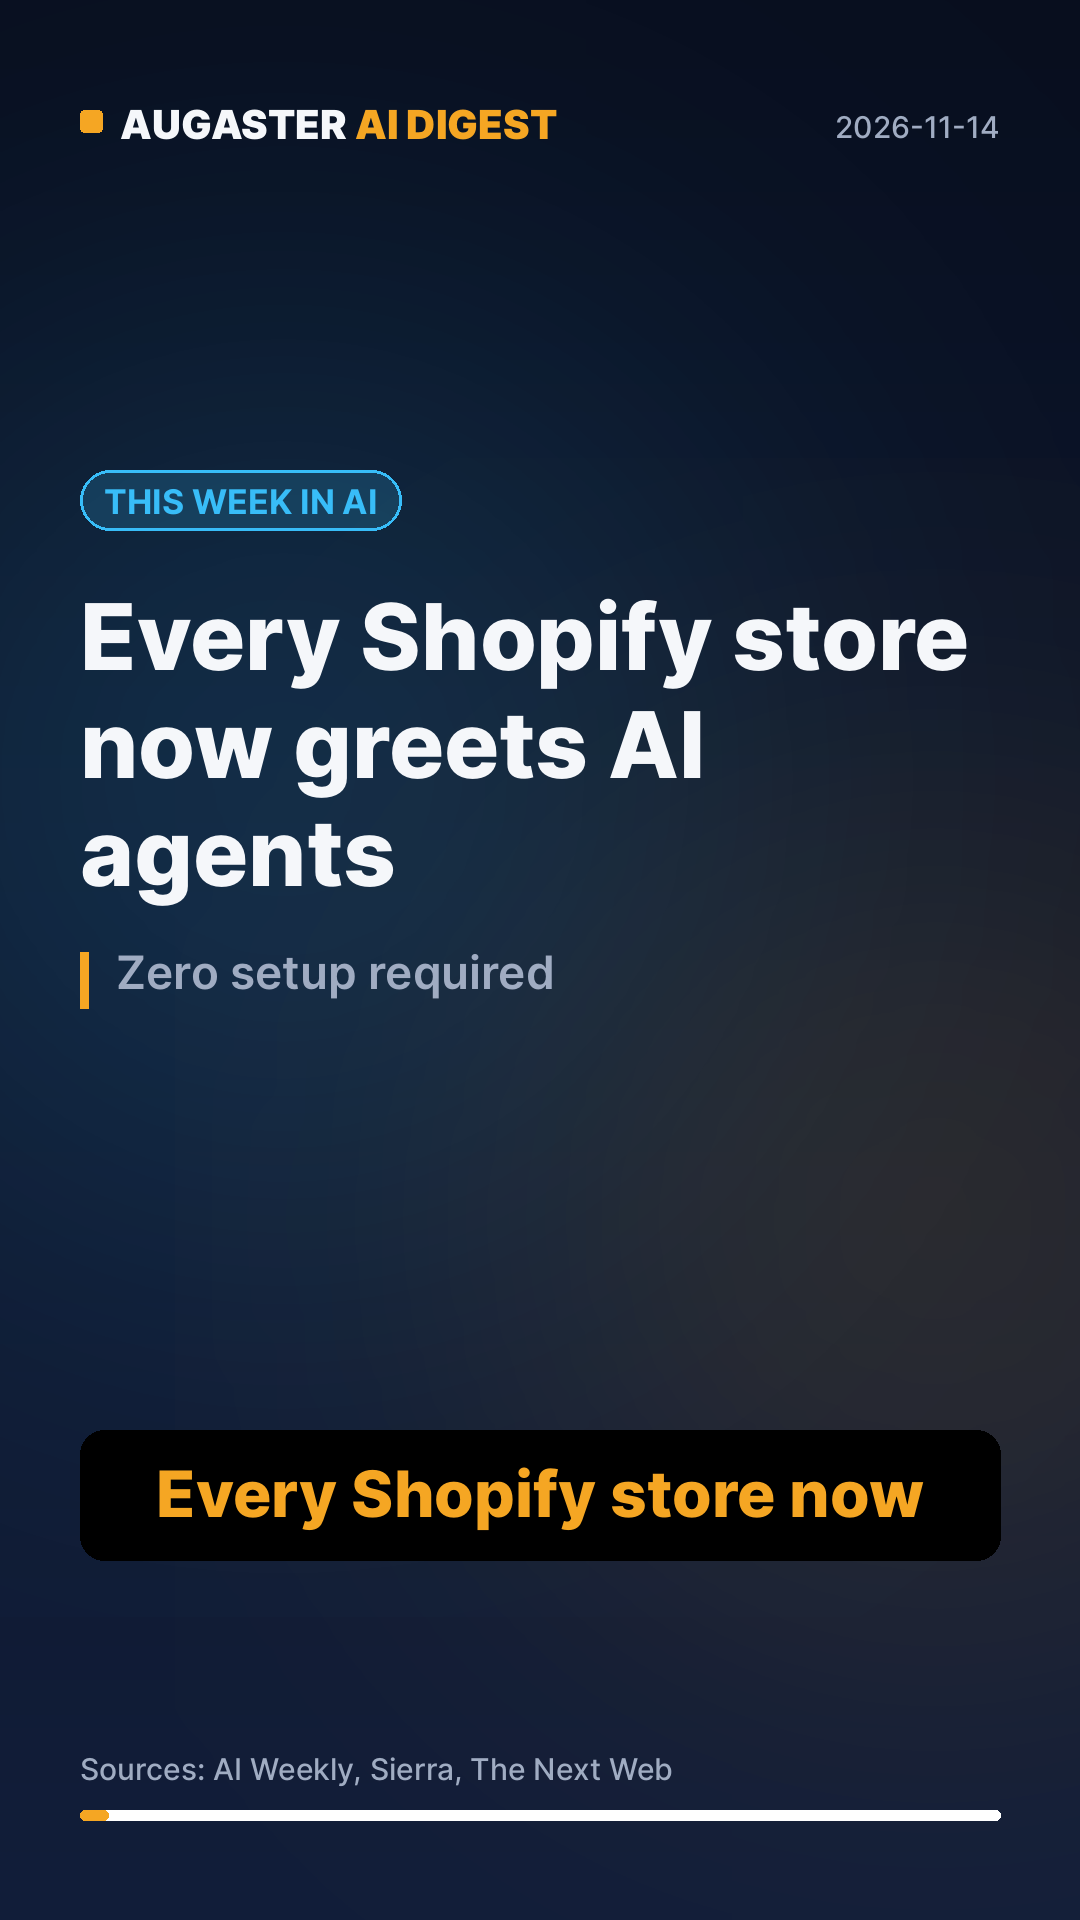 AUGASTER AI DIGEST
2026-11-14
THIS WEEK IN AI
Every Shopify store
now greets AI
agents
Zero setup required
Every Shopify store now
Sources: AI Weekly, Sierra, The Next Web